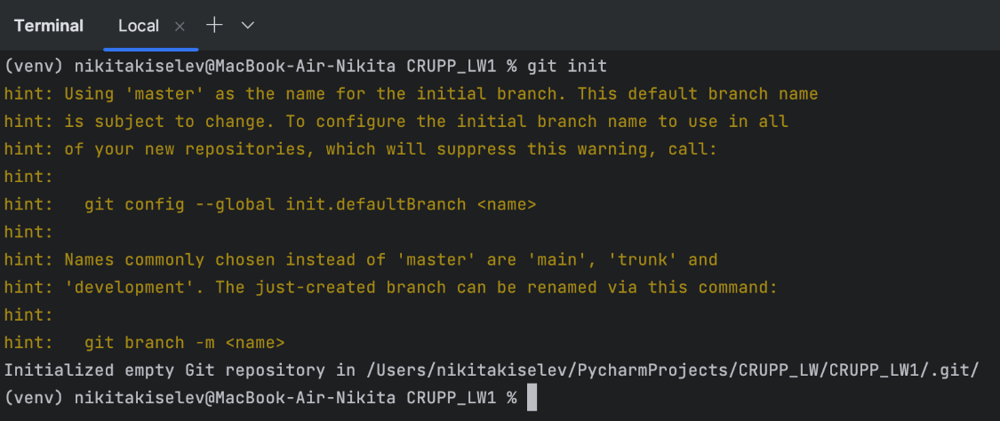 Terminal Local × + ⌄
(venv) nikitakiselev@MacBook-Air-Nikita CRUPP_LW1 % git init
hint: Using 'master' as the name for the initial branch. This default branch name
hint: is subject to change. To configure the initial branch name to use in all
hint: of your new repositories, which will suppress this warning, call:
hint:
hint:   git config --global init.defaultBranch <name>
hint:
hint: Names commonly chosen instead of 'master' are 'main', 'trunk' and
hint: 'development'. The just-created branch can be renamed via this command:
hint:
hint:   git branch -m <name>
Initialized empty Git repository in /Users/nikitakiselev/PycharmProjects/CRUPP_LW/CRUPP_LW1/.git/
(venv) nikitakiselev@MacBook-Air-Nikita CRUPP_LW1 %